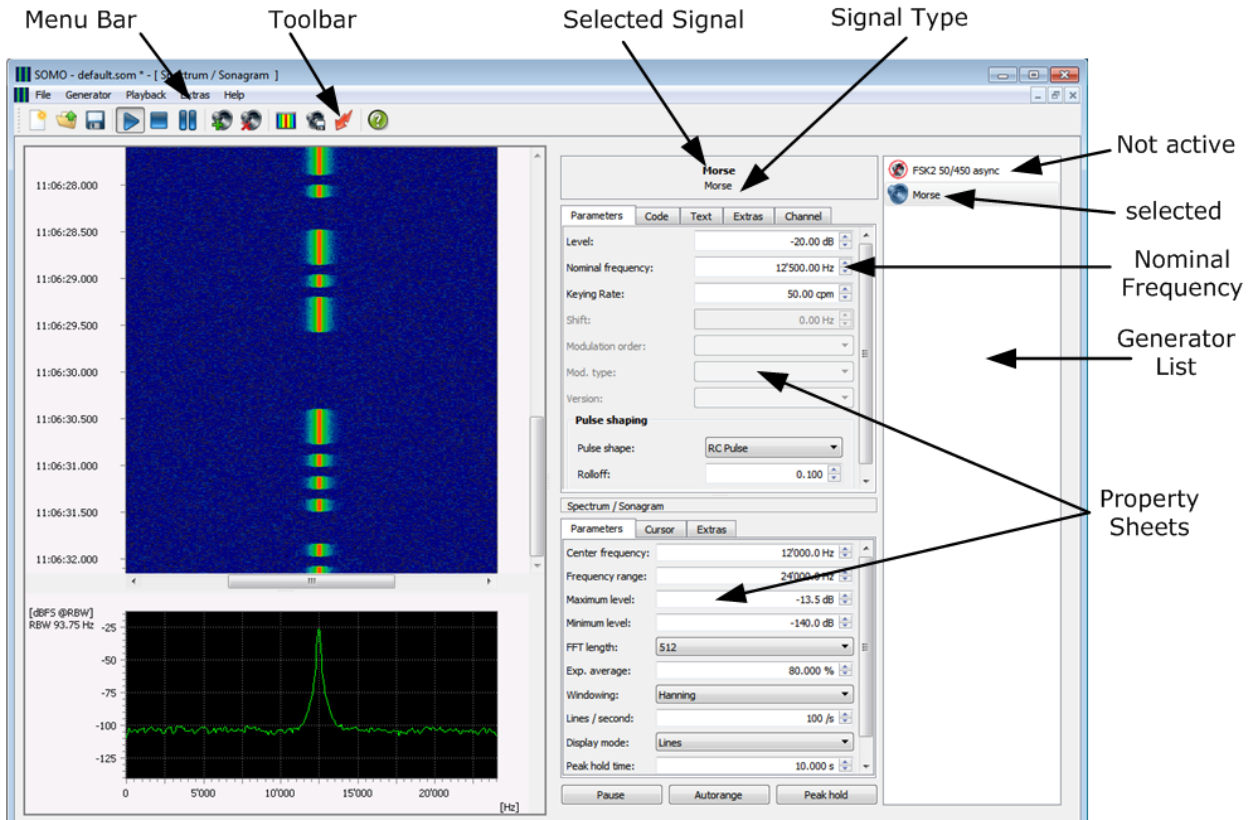 Menu Bar
Toolbar
Selected Signal
Signal Type
SOMO - default.som * - [ Spectrum / Sonagram ]
File Generator Playback Extras Help
Not active
selected
Nominal
Frequency
Generator
List
Property
Sheets
11:06:28.000
11:06:28.500
11:06:29.000
11:06:29.500
11:06:30.000
11:06:30.500
11:06:31.000
11:06:31.500
11:06:32.000
[dBFS @RBW]
RBW 93.75 Hz
-25
-50
-75
-100
-125
0 5'000 10'000 15'000 20'000
[Hz]
Morse
Morse
Parameters Code Text Extras Channel
Level: -20.00 dB
Nominal frequency: 12'500.00 Hz
Keying Rate: 50.00 cpm
Shift: 0.00 Hz
Modulation order:
Mod. type:
Version:
Pulse shaping
Pulse shape: RC Pulse
Rolloff: 0.100
Spectrum / Sonagram
Parameters Cursor Extras
Center frequency: 12'000.0 Hz
Frequency range: 24'000.0 Hz
Maximum level: -13.5 dB
Minimum level: -140.0 dB
FFT length: 512
Exp. average: 80.000 %
Windowing: Hanning
Lines / second: 100 /s
Display mode: Lines
Peak hold time: 10.000 s
Pause Autorange Peak hold
FSK2 50/450 async
Morse